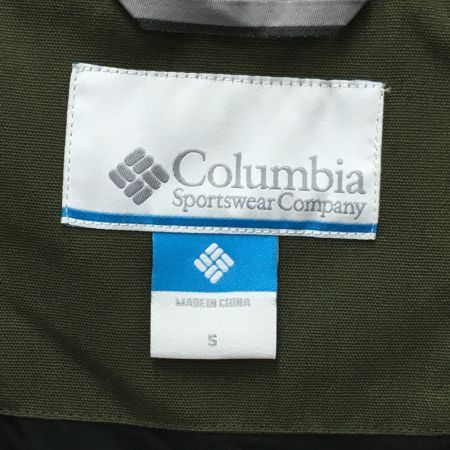 Columbia
Sportswear Company
MADE IN CHINA
S